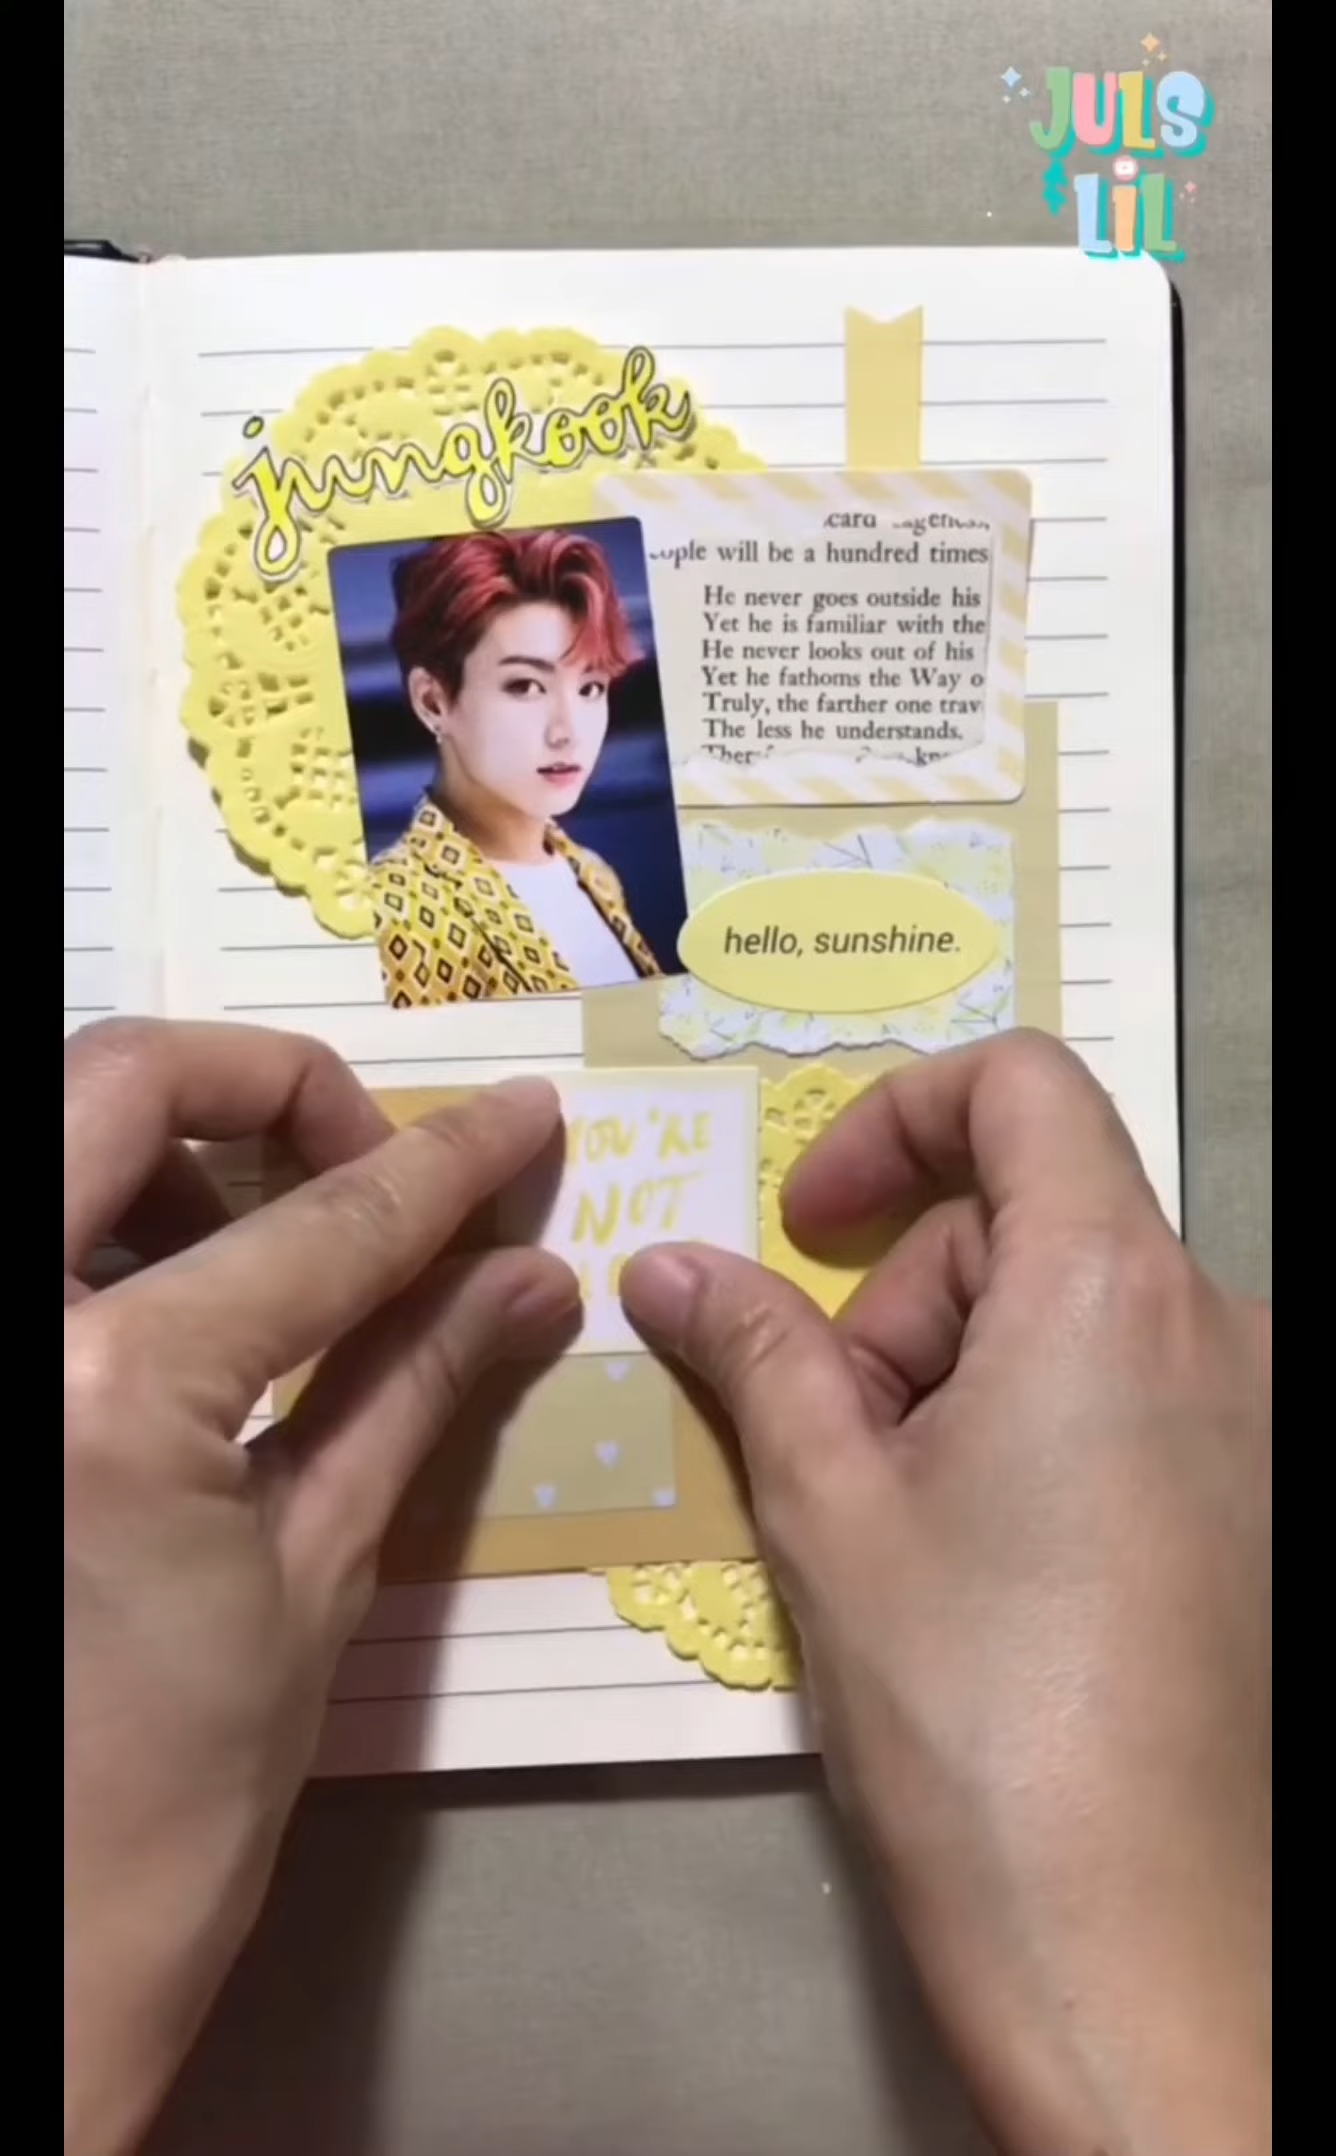 JULS
& LiL
jungkook
will be a hundred times
He never goes outside his
Yet he is familiar with the
He never looks out of his
Yet he fathoms the Way
Truly, the farther one
The less he understands.
hello, sunshine.
YOU'RE
NOT